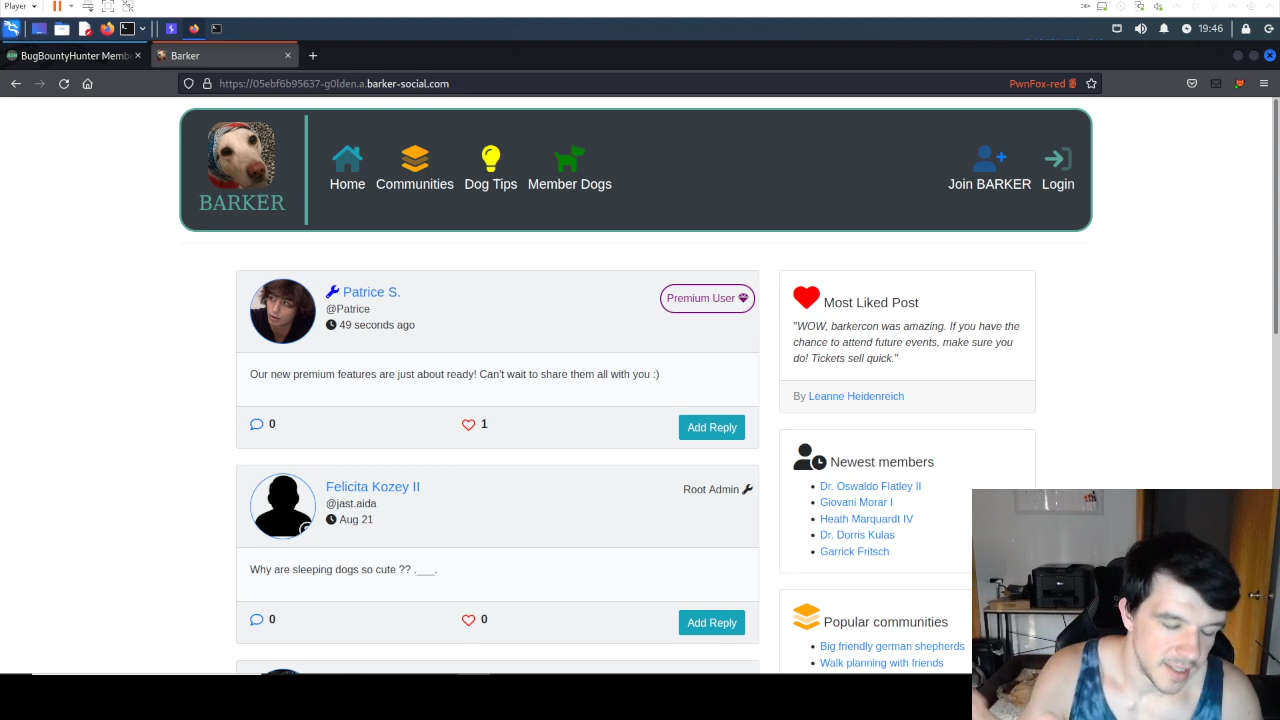 Player
19:46
BugBountyHunter Memb
Barker
https://05ebf6b95637-g0lden.a.barker-social.com
PwnFox-red
BARKER
Home
Communities
Dog Tips
Member Dogs
Join BARKER
Login
Patrice S.
@Patrice
49 seconds ago
Premium User
Our new premium features are just about ready! Can't wait to share them all with you :)
0
1
Add Reply
Felicita Kozey II
@jast.aida
Aug 21
Root Admin
Why are sleeping dogs so cute ?? .___.
0
0
Add Reply
Most Liked Post
"WOW, barkercon was amazing. If you have the
chance to attend future events, make sure you
do! Tickets sell quick."
By Leanne Heidenreich
Newest members
Dr. Oswaldo Flatley II
Giovani Morar I
Heath Marquardt IV
Dr. Dorris Kulas
Garrick Fritsch
Popular communities
Big friendly german shepherds
Walk planning with friends